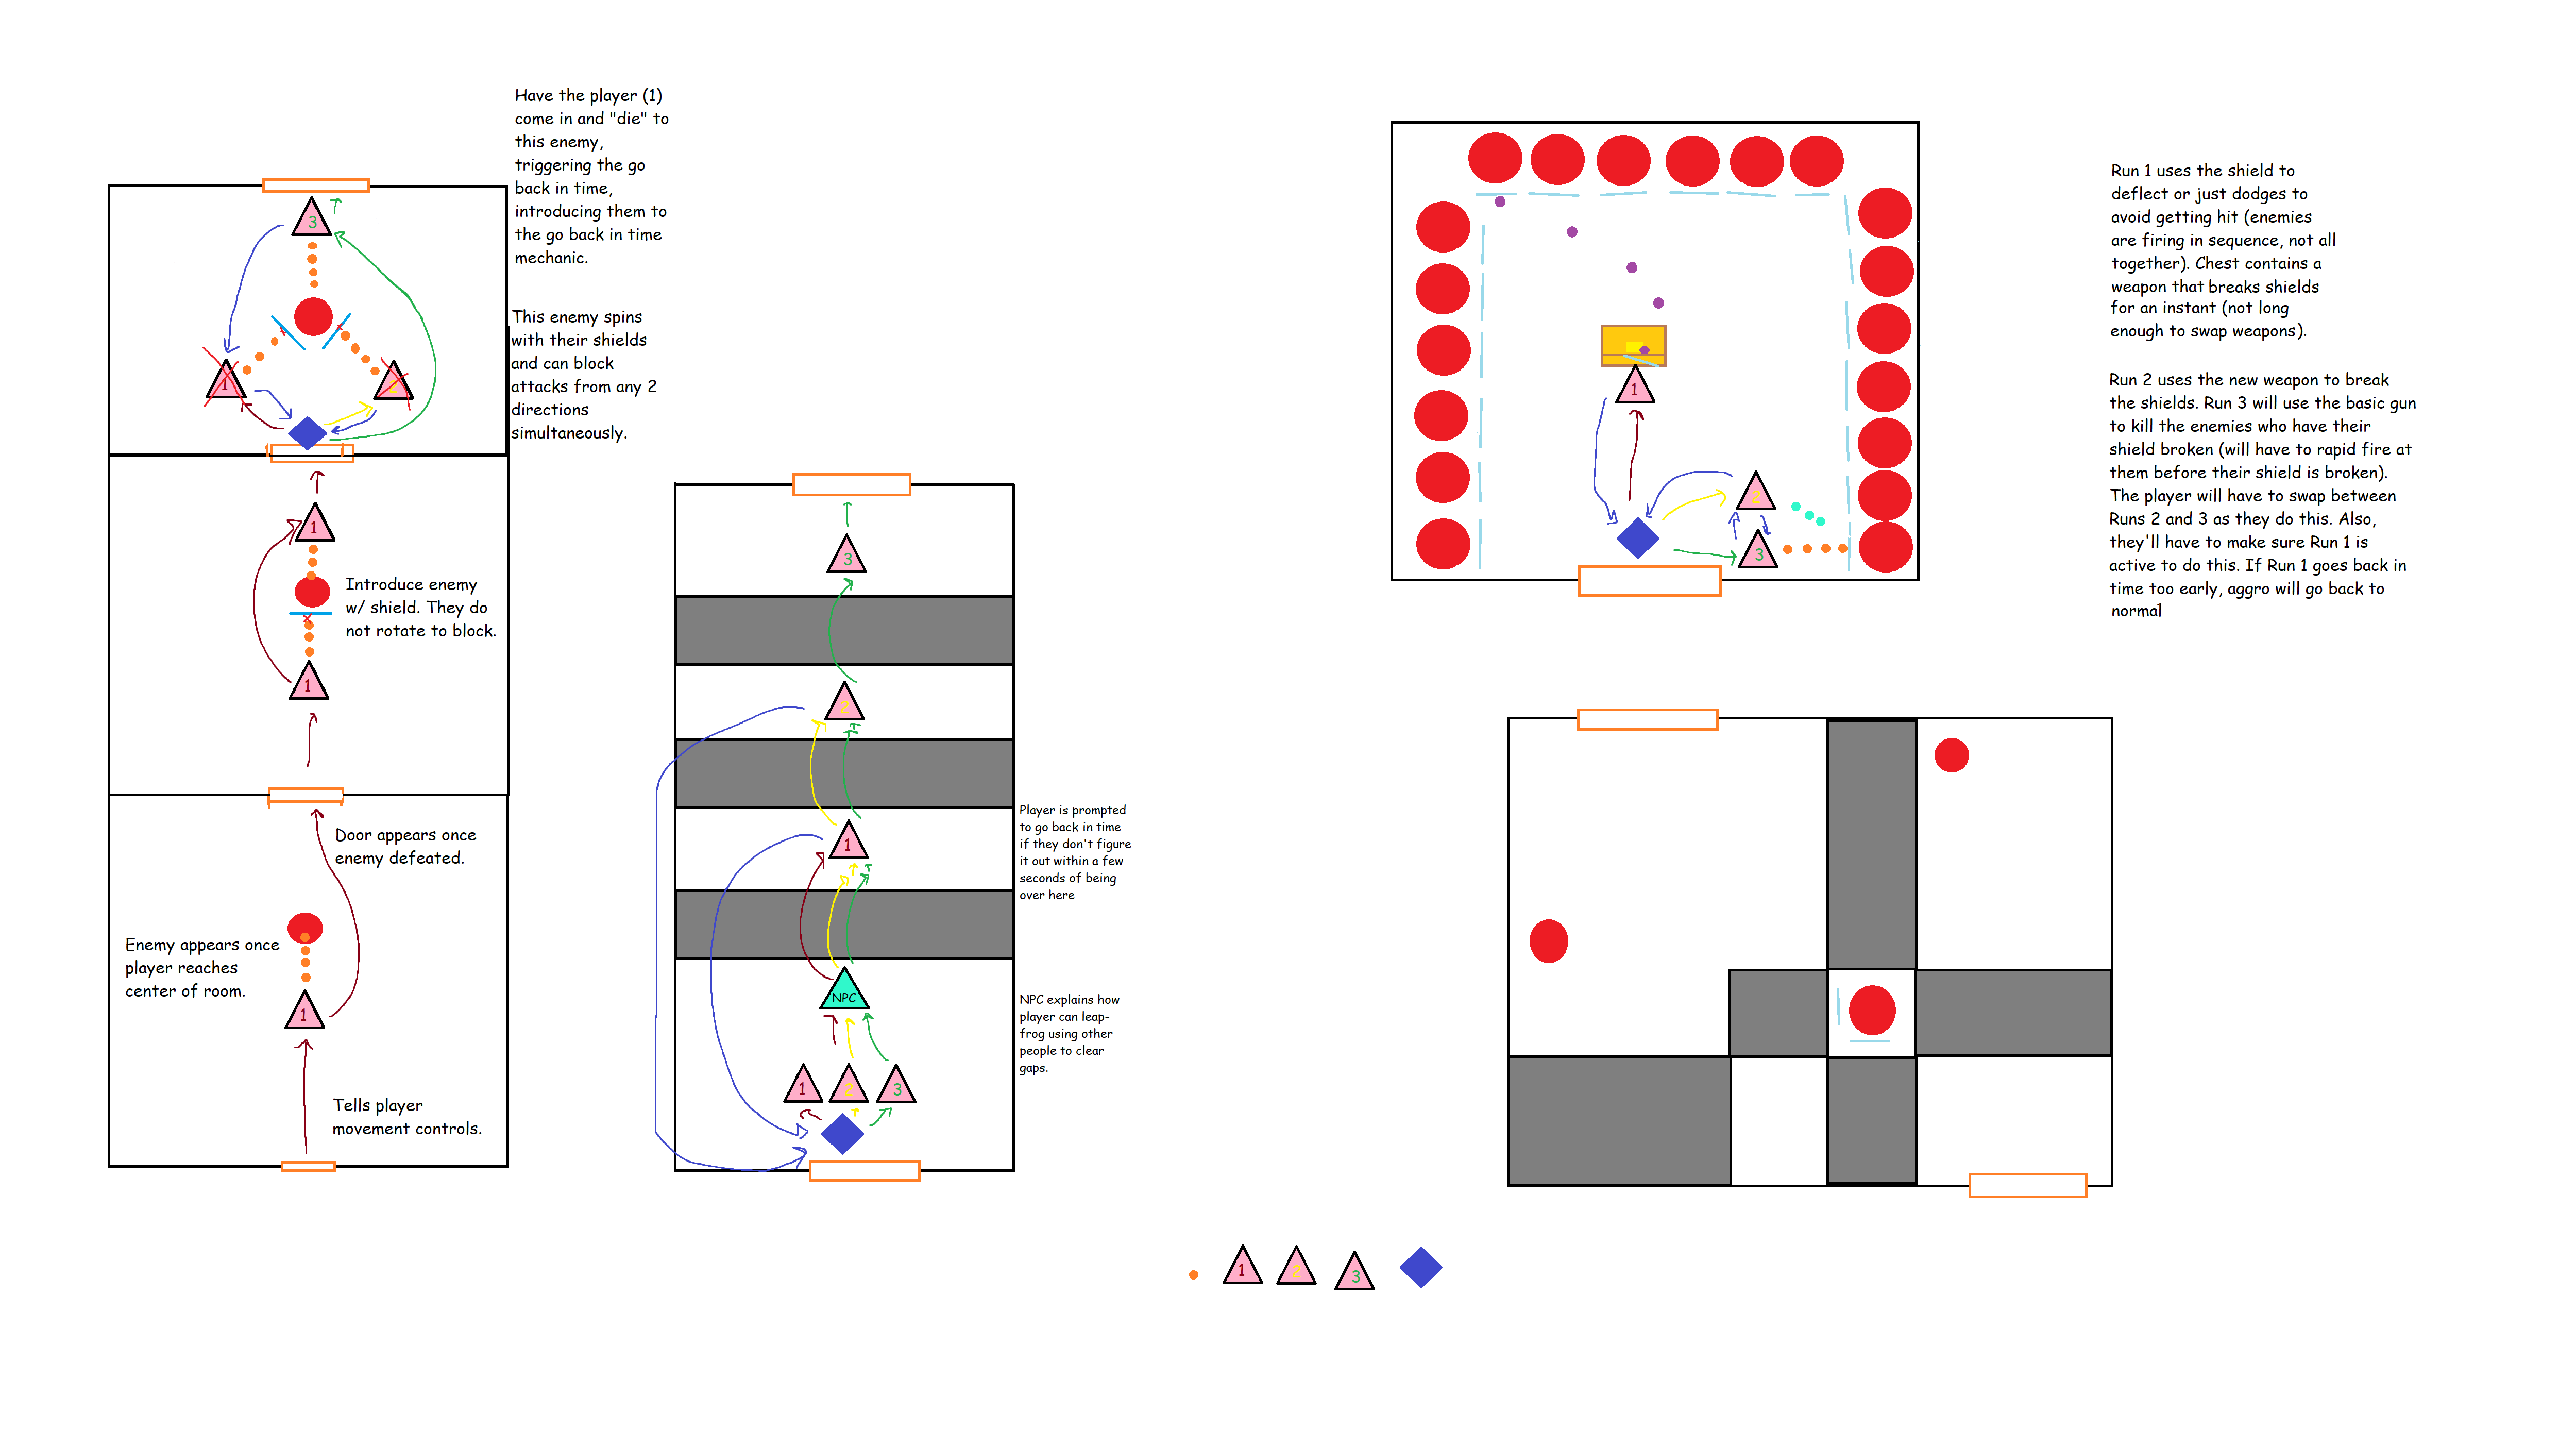 Have the player (1)
come in and "die" to
this enemy,
triggering the go
back in time,
introducing them to
the go back in time
mechanic.
This enemy spins
with their shields
and can block
attacks from any 2
directions
simultaneously.
3
1
2
1
Introduce enemy
w/ shield. They do
not rotate to block.
1
Door appears once
enemy defeated.
Enemy appears once
player reaches
center of room.
1
Tells player
movement controls.
3
2
1
Player is prompted
to go back in time
if they don't figure
it out within a few
seconds of being
over here
NPC
NPC explains how
player can leap-
frog using other
people to clear
gaps.
1 2 3
1
2
3
Run 1 uses the shield to
deflect or just dodges to
avoid getting hit (enemies
are firing in sequence, not all
together). Chest contains a
weapon that breaks shields
for an instant (not long
enough to swap weapons).
Run 2 uses the new weapon to break
the shields. Run 3 will use the basic gun
to kill the enemies who have their
shield broken (will have to rapid fire at
them before their shield is broken).
The player will have to swap between
Runs 2 and 3 as they do this. Also,
they'll have to make sure Run 1 is
active to do this. If Run 1 goes back in
time too early, aggro will go back to
normal
1 2 3